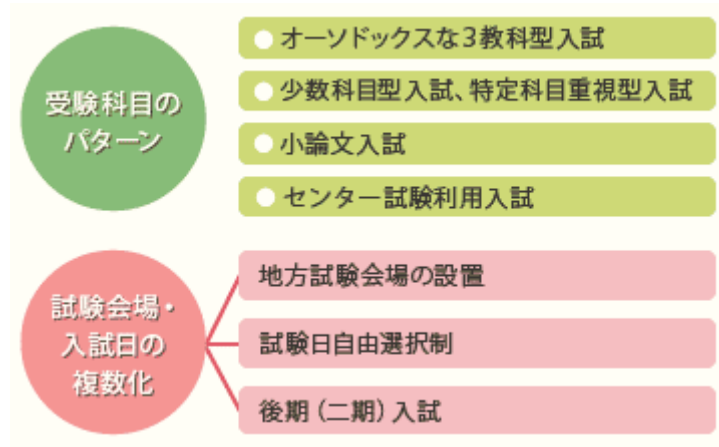 受験科目の
パターン
オーソドックスな3教科型入試
少数科目型入試、特定科目重視型入試
小論文入試
センター試験利用入試
試験会場・
入試日の
複数化
地方試験会場の設置
試験日自由選択制
後期（二期）入試